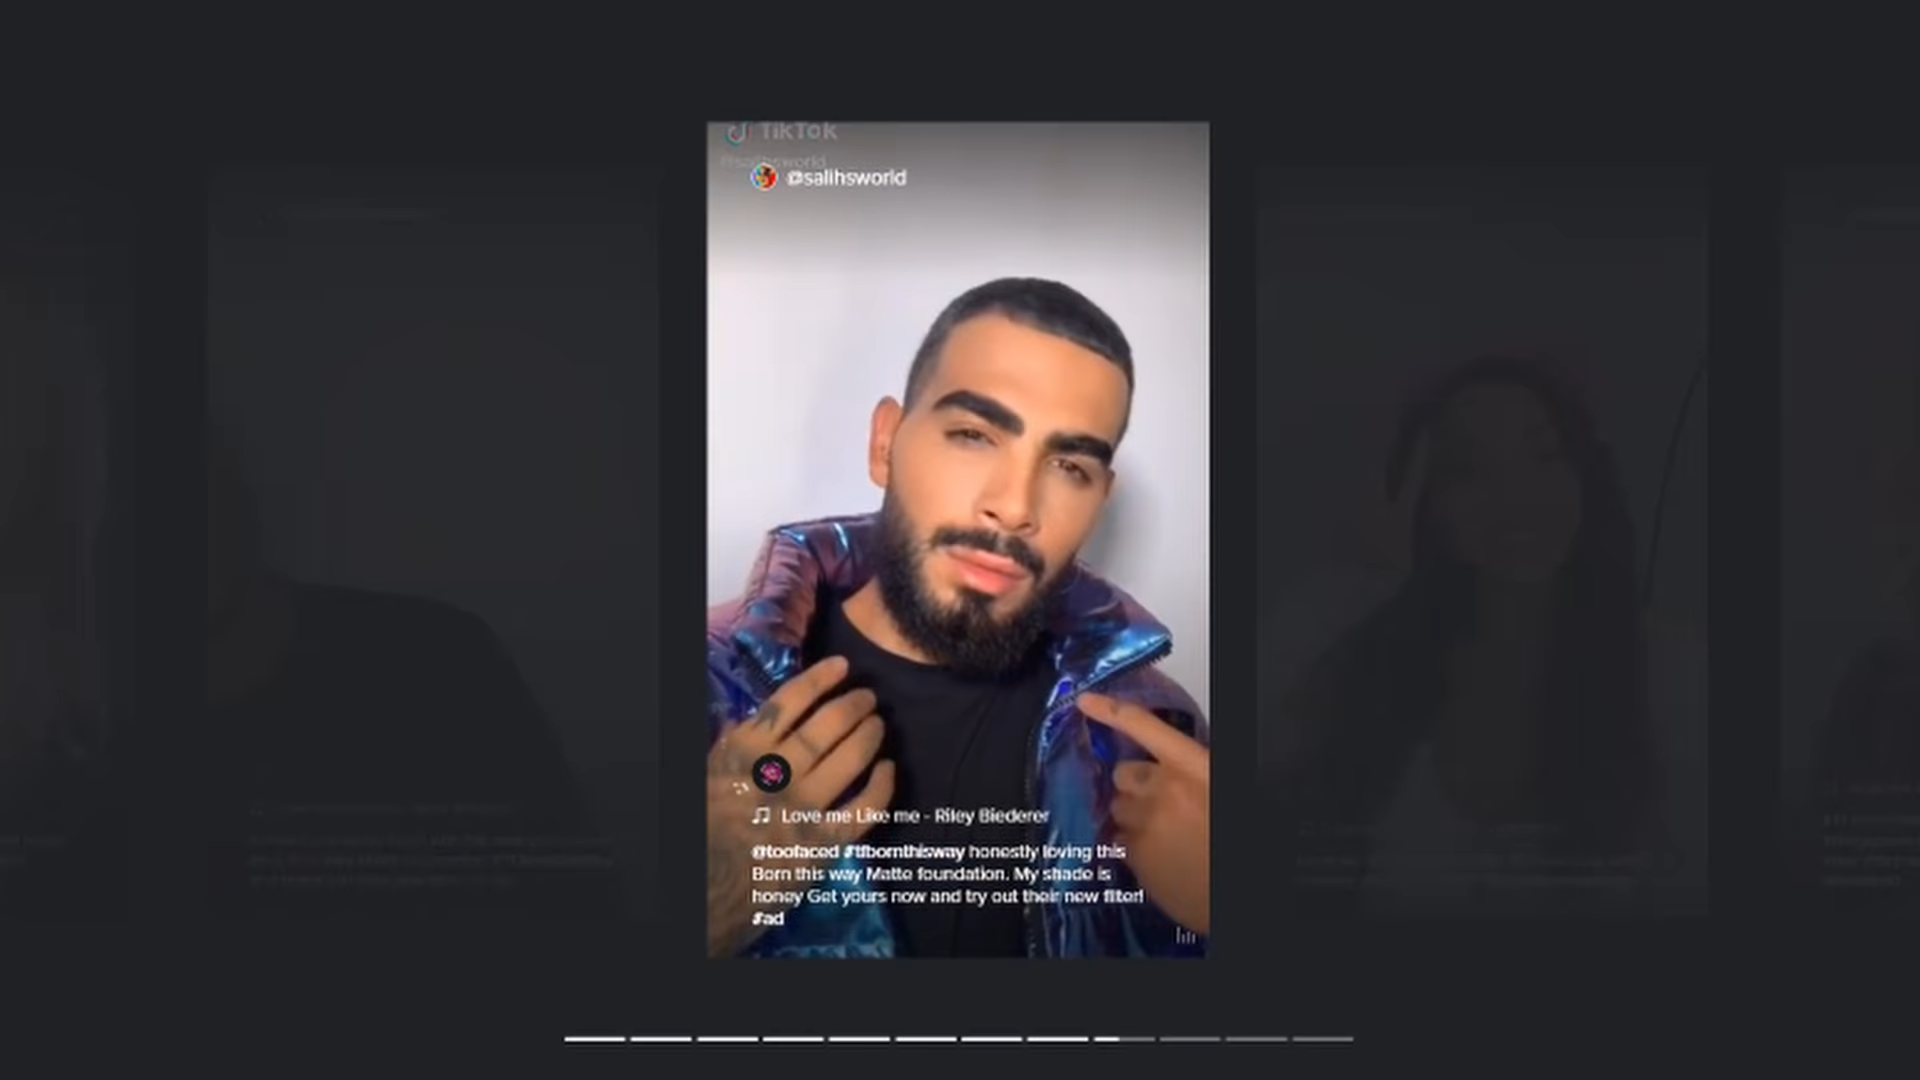 TikTok
@salihsworld
@salihsworld
Love me Like me - Riley Biederer
@toofaced #tfbornthisway honestly loving this
Born this way Matte foundation. My shade is
honey Get yours now and try out their new filter!
#ad